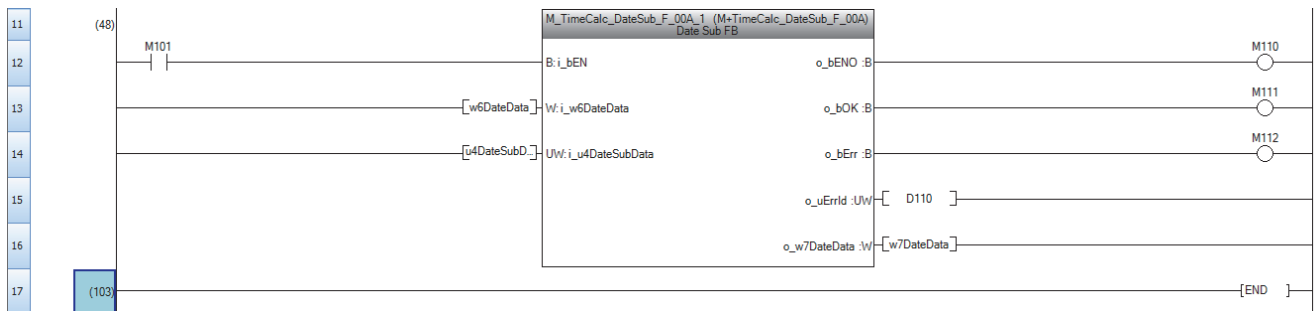 11 (48) M_TimeCalc_DateSub_F_00A_1 (M+TimeCalc_DateSub_F_00A)
Date Sub FB
M101 M110
12 B:i_bEN o_bENO :B
M111
13 [w6DateData] W:i_w6DateData o_bOK :B
M112
14 [u4DateSubD...] UW:i_u4DateSubData o_bErr :B
15 o_uErrId :UW [ D110 ]
16 o_w7DateData :W [w7DateData]
17 (103) [END ]